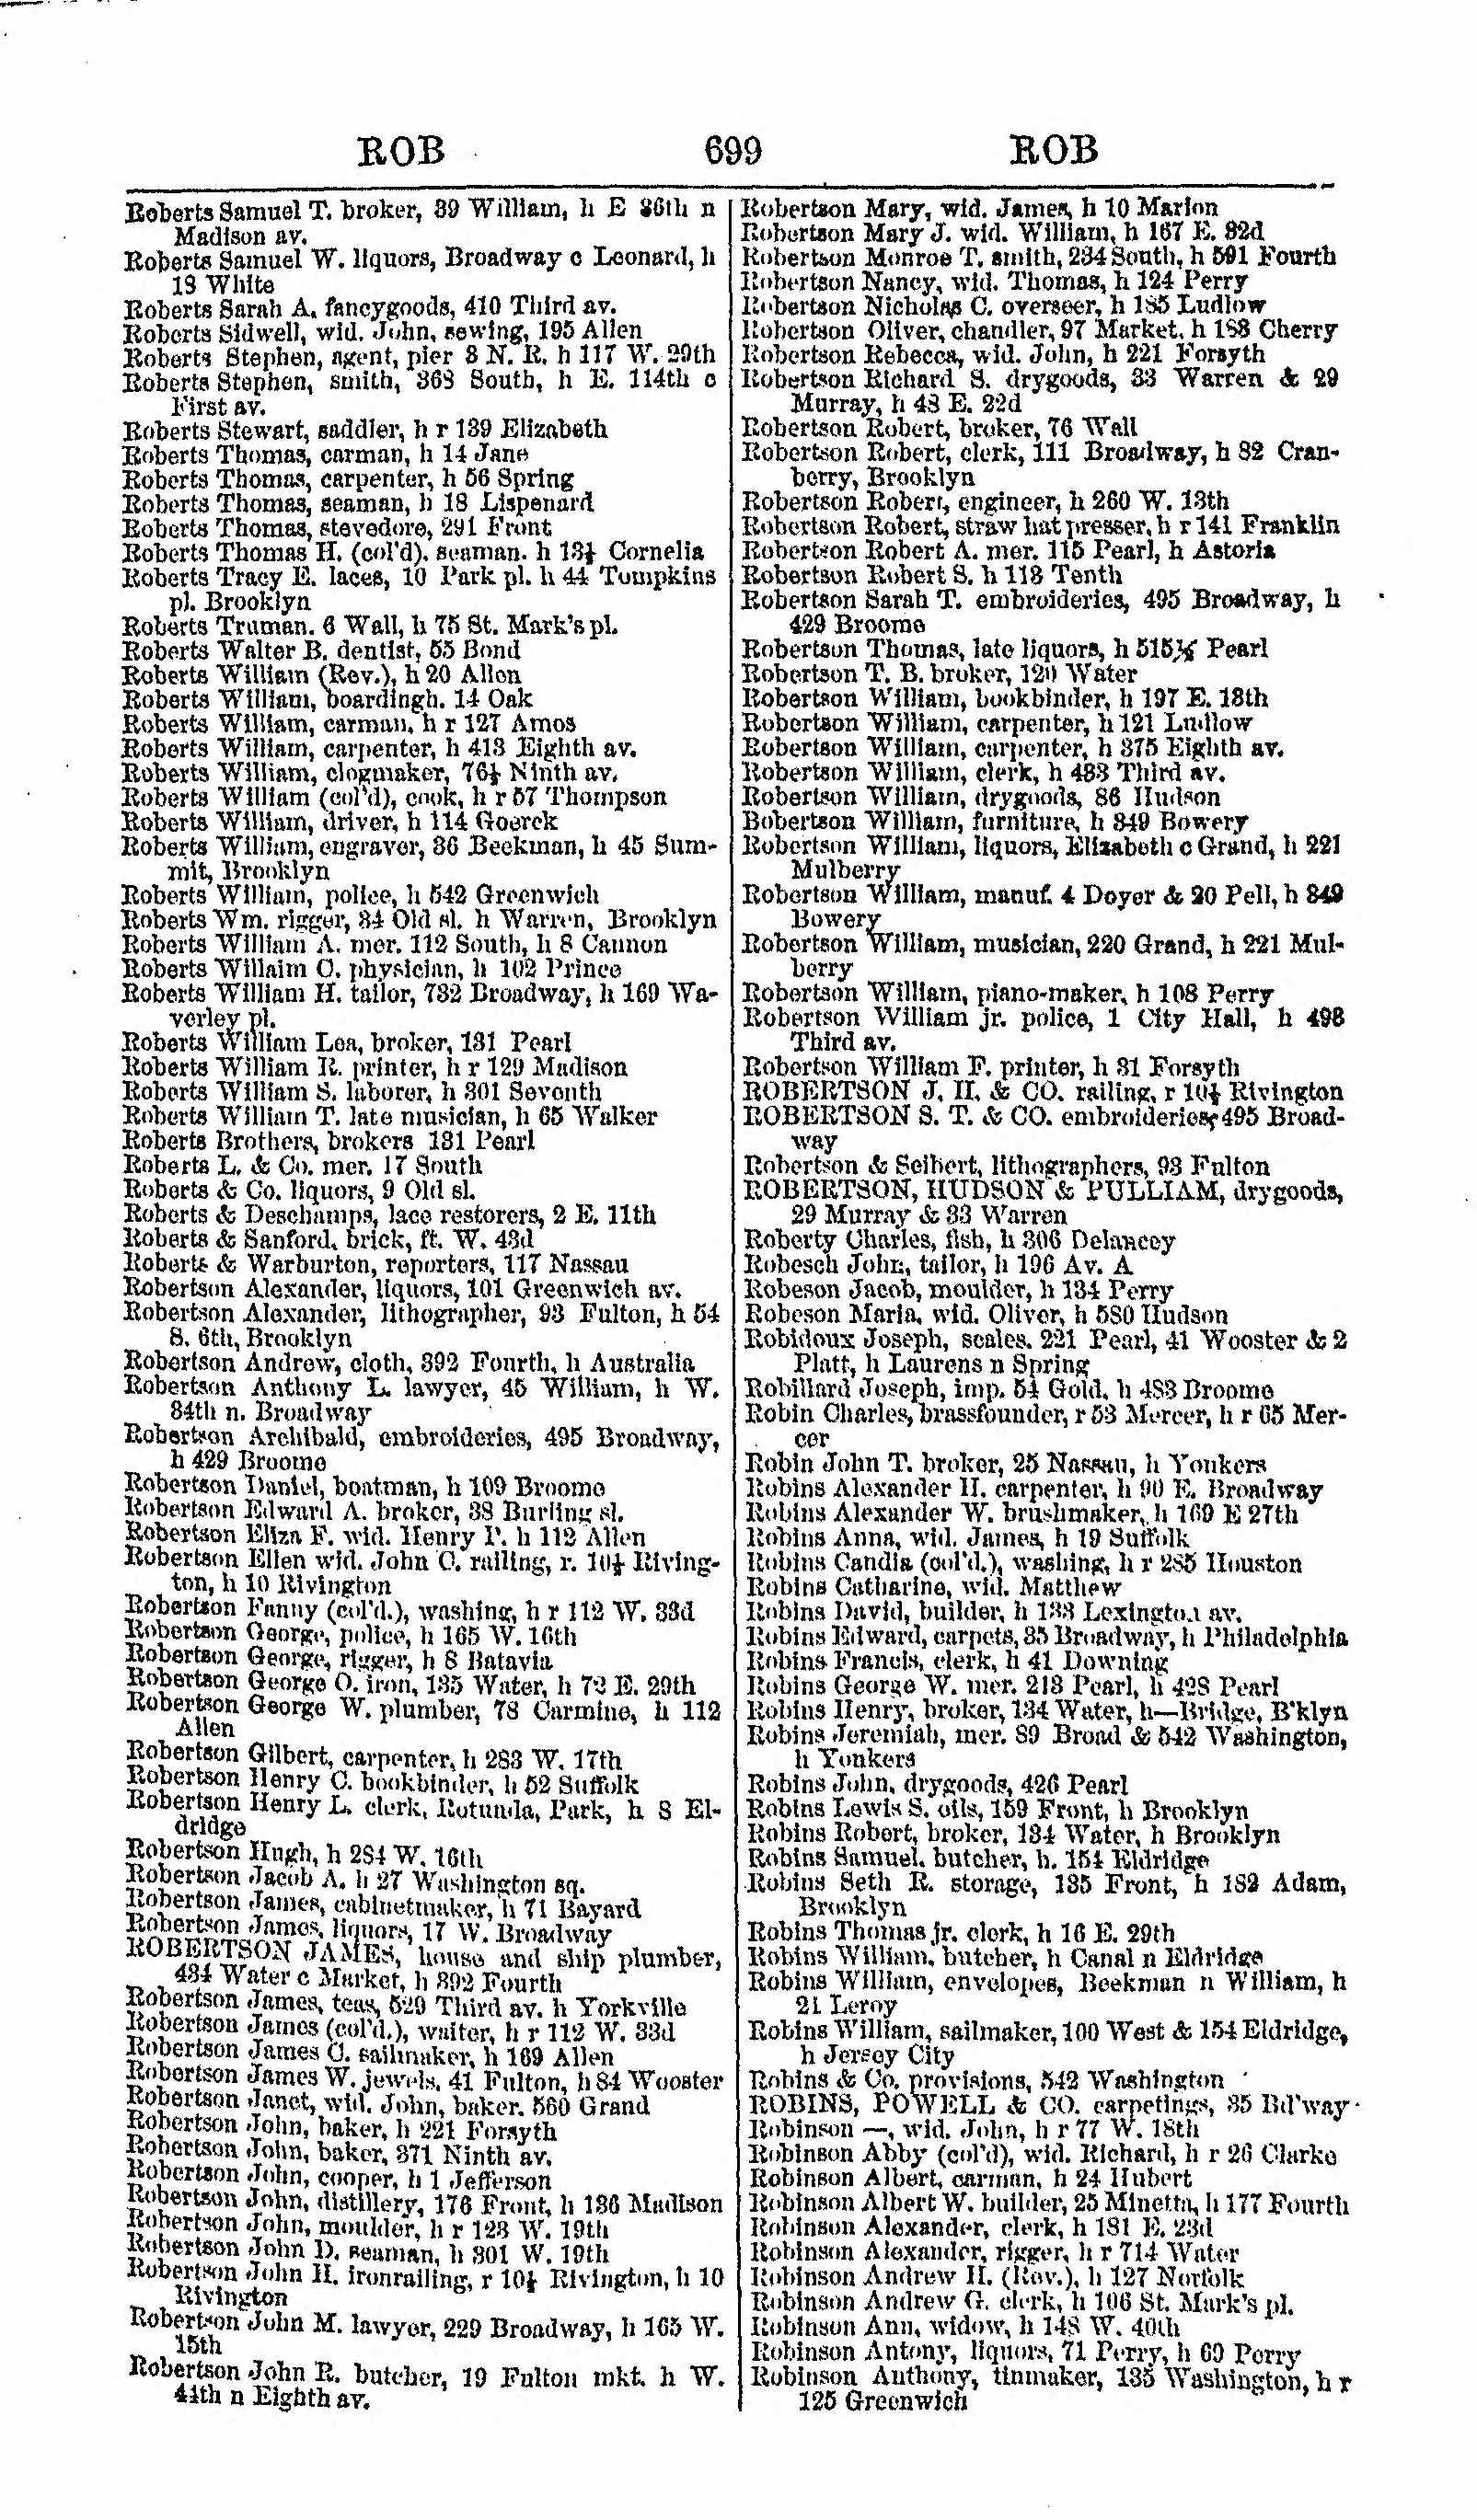 ROB 699 ROB
Roberts Samuel T. broker, 39 William, h E 36th n
Madison av.
Roberts Samuel W. liquors, Broadway c Leonard, h
18 White
Roberts Sarah A. fancygoods, 410 Third av.
Roberts Sidwell, wid. John, sewing, 195 Allen
Roberts Stephen, agent, pier 8 N. R. h 117 W. 29th
Roberts Stephen, smith, 368 South, h E. 114th c
First av.
Roberts Stewart, saddler, h r 139 Elizabeth
Roberts Thomas, carman, h 14 Jane
Roberts Thomas, carpenter, h 56 Spring
Roberts Thomas, seaman, h 18 Lispenard
Roberts Thomas, stevedore, 291 Front
Roberts Thomas H. (col'd). seaman. h 13½ Cornelia
Roberts Tracy E. laces, 10 Park pl. h 44 Tompkins
pl. Brooklyn
Roberts Truman. 6 Wall, h 75 St. Mark's pl.
Roberts Walter B. dentist, 55 Bond
Roberts William (Rev.), h 20 Allen
Roberts William, boardingh. 14 Oak
Roberts William, carman, h r 127 Amos
Roberts William, carpenter, h 413 Eighth av.
Roberts William, clogmaker, 76½ Ninth av.
Roberts William (col'd), cook, h r 57 Thompson
Roberts William, driver, h 114 Goerck
Roberts William, engraver, 36 Beekman, h 45 Sum-
mit, Brooklyn
Roberts William, police, h 542 Greenwich
Roberts Wm. rigger, 34 Old sl. h Warren, Brooklyn
Roberts William A. mer. 112 South, h 8 Cannon
Roberts Willaim C. physician, h 102 Prince
Roberts William H. tailor, 732 Broadway, h 169 Wa-
verley pl.
Roberts William Lea, broker, 131 Pearl
Roberts William R. printer, h r 129 Madison
Roberts William S. laborer, h 301 Seventh
Roberts William T. late musician, h 65 Walker
Roberts Brothers, brokers 131 Pearl
Roberts L. & Co. mer. 17 South
Roberts & Co. liquors, 9 Old sl.
Roberts & Deschamps, lace restorers, 2 E. 11th
Roberts & Sanford, brick, ft. W. 43d
Roberts & Warburton, reporters, 117 Nassau
Robertson Alexander, liquors, 101 Greenwich av.
Robertson Alexander, lithographer, 93 Fulton, h 54
S. 6th, Brooklyn
Robertson Andrew, cloth, 392 Fourth, h Australia
Robertson Anthony L. lawyer, 45 William, h W.
84th n. Broadway
Robertson Archibald, embroideries, 495 Broadway,
h 429 Broome
Robertson Daniel, boatman, h 109 Broome
Robertson Edward A. broker, 38 Burling sl.
Robertson Eliza F. wid. Henry P. h 112 Allen
Robertson Ellen wid. John C. railing, r. 10½ Riving-
ton, h 10 Rivington
Robertson Fanny (col'd.), washing, h r 112 W. 33d
Robertson George, police, h 165 W. 16th
Robertson George, rigger, h 8 Batavia
Robertson George O. iron, 135 Water, h 72 E. 29th
Robertson George W. plumber, 78 Carmine, h 112
Allen
Robertson Gilbert, carpenter, h 283 W. 17th
Robertson Henry C. bookbinder, h 52 Suffolk
Robertson Henry L. clerk, Rotunda, Park, h 8 El-
dridge
Robertson Hugh, h 284 W. 16th
Robertson Jacob A. h 27 Washington sq.
Robertson James, cabinetmaker, h 71 Bayard
Robertson James, liquors, 17 W. Broadway
ROBERTSON JAMES, house and ship plumber,
434 Water c Market, h 392 Fourth
Robertson James, teas, 529 Third av. h Yorkville
Robertson James (col'd.), waiter, h r 112 W. 33d
Robertson James C. sailmaker, h 169 Allen
Robertson James W. jewels. 41 Fulton, h 84 Wooster
Robertson Janet, wid. John, baker. 560 Grand
Robertson John, baker, h 221 Forsyth
Robertson John, baker, 371 Ninth av.
Robertson John, cooper, h 1 Jefferson
Robertson John, distillery, 176 Front, h 136 Madison
Robertson John, moulder, h r 123 W. 19th
Robertson John D. seaman, h 301 W. 19th
Robertson John H. ironrailing, r 10½ Rivington, h 10
Rivington
Robertson John M. lawyer, 229 Broadway, h 165 W.
15th
Robertson John R. butcher, 19 Fulton mkt. h W.
44th n Eighth av.
Robertson Mary, wid. James, h 10 Marion
Robertson Mary J. wid. William, h 167 E. 32d
Robertson Monroe T. smith, 234 South, h 591 Fourth
Robertson Nancy, wid. Thomas, h 124 Perry
Robertson Nicholas C. overseer, h 185 Ludlow
Robertson Oliver, chandler, 97 Market, h 188 Cherry
Robertson Rebecca, wid. John, h 221 Forsyth
Robertson Richard S. drygoods, 33 Warren & 29
Murray, h 43 E. 22d
Robertson Robert, broker, 76 Wall
Robertson Robert, clerk, 111 Broadway, h 82 Cran-
berry, Brooklyn
Robertson Robert, engineer, h 260 W. 13th
Robertson Robert, straw hat presser, h r 141 Franklin
Robertson Robert A. mer. 115 Pearl, h Astoria
Robertson Robert S. h 113 Tenth
Robertson Sarah T. embroideries, 495 Broadway, h
429 Broome
Robertson Thomas, late liquors, h 515½ Pearl
Robertson T. B. broker, 120 Water
Robertson William, bookbinder, h 197 E. 18th
Robertson William, carpenter, h 121 Ludlow
Robertson William, carpenter, h 375 Eighth av.
Robertson William, clerk, h 483 Third av.
Robertson William, drygoods, 86 Hudson
Bobertson William, furniture, h 349 Bowery
Robertson William, liquors, Elizabeth c Grand, h 221
Mulberry
Robertson William, manuf. 4 Doyer & 20 Pell, h 349
Bowery
Robertson William, musician, 220 Grand, h 221 Mul-
berry
Robertson William, piano-maker, h 108 Perry
Robertson William jr. police, 1 City Hall, h 498
Third av.
Robertson William F. printer, h 31 Forsyth
ROBERTSON J. H. & CO. railing, r 10½ Rivington
ROBERTSON S. T. & CO. embroideries, 495 Broad-
way
Robertson & Seibert, lithographers, 93 Fulton
ROBERTSON, HUDSON & PULLIAM, drygoods,
29 Murray & 33 Warren
Roberty Charles, fish, h 306 Delancey
Robesch John, tailor, h 196 Av. A
Robeson Jacob, moulder, h 134 Perry
Robeson Maria, wid. Oliver, h 580 Hudson
Robidoux Joseph, scales. 221 Pearl, 41 Wooster & 2
Platt, h Laurens n Spring
Robillard Joseph, imp. 54 Gold, h 483 Broome
Robin Charles, brassfounder, r 53 Mercer, h r 65 Mer-
cer
Robin John T. broker, 25 Nassau, h Yonkers
Robins Alexander H. carpenter, h 90 E. Broadway
Robins Alexander W. brushmaker, h 169 E 27th
Robins Anna, wid. James, h 19 Suffolk
Robins Candia (col'd.), washing, h r 285 Houston
Robins Catharine, wid. Matthew
Robins David, builder, h 133 Lexington av.
Robins Edward, carpets, 35 Broadway, h Philadelphia
Robins Francis, clerk, h 41 Downing
Robins George W. mer. 213 Pearl, h 428 Pearl
Robins Henry, broker, 134 Water, h—Bridge, B'klyn
Robins Jeremiah, mer. 89 Broad & 542 Washington,
h Yonkers
Robins John, drygoods, 426 Pearl
Robins Lewis S. oils, 159 Front, h Brooklyn
Robins Robert, broker, 134 Water, h Brooklyn
Robins Samuel. butcher, h. 154 Eldridge
Robins Seth R. storage, 135 Front, h 182 Adam,
Brooklyn
Robins Thomas jr. clerk, h 16 E. 29th
Robins William, butcher, h Canal n Eldridge
Robins William, envelopes, Beekman n William, h
21 Leroy
Robins William, sailmaker, 100 West & 154 Eldridge,
h Jersey City
Robins & Co. provisions, 542 Washington
ROBINS, POWELL & CO. carpetings, 35 Bd'way
Robinson —, wid. John, h r 77 W. 18th
Robinson Abby (col'd), wid. Richard, h r 26 Clarke
Robinson Albert, carman, h 24 Hubert
Robinson Albert W. builder, 25 Minetta, h 177 Fourth
Robinson Alexander, clerk, h 181 E. 23d
Robinson Alexander, rigger, h r 714 Water
Robinson Andrew H. (Rev.), h 127 Norfolk
Robinson Andrew G. clerk, h 106 St. Mark's pl.
Robinson Ann, widow, h 148 W. 40th
Robinson Antony, liquors, 71 Perry, h 69 Perry
Robinson Anthony, tinmaker, 135 Washington, h r
125 Greenwich